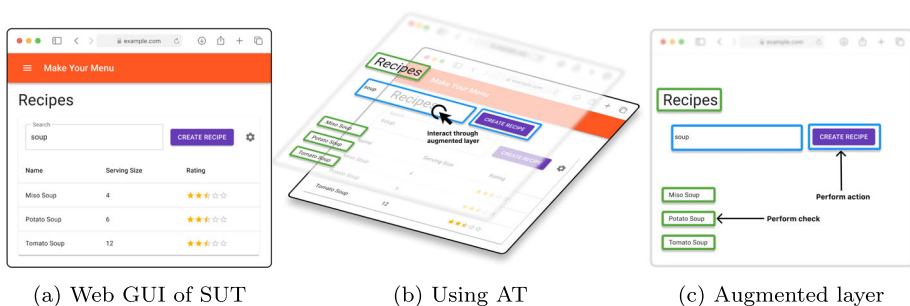 example.com
Make Your Menu
Recipes
Search
soup
CREATE RECIPE
Name Serving Size Rating
Miso Soup 4
Potato Soup 6
Tomato Soup 12
(a) Web GUI of SUT
Recipes
Make Your Menu
soup
Recipes
CREATE RECIPE
Interact through
augmented layer
Search
soup
CREATE RECIPE
Miso Soup
Potato Soup
Tomato Soup
Name
Serving Size
Rating
Tomato Soup 12
(b) Using AT
example.com
Recipes
soup
CREATE RECIPE
Perform action
Miso Soup
Potato Soup
Perform check
Tomato Soup
(c) Augmented layer